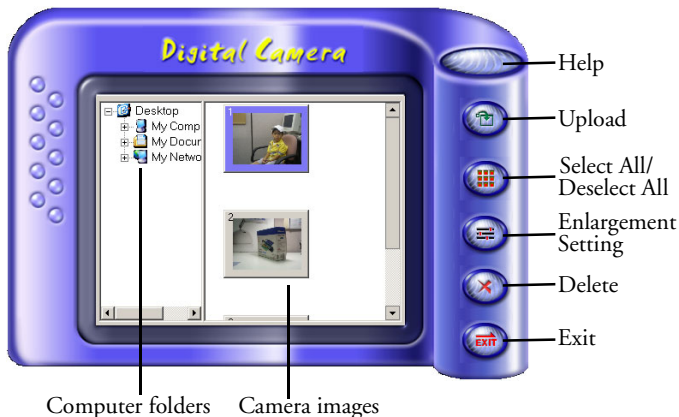 Digital Camera
Help
Desktop
My Comp
My Docur
My Netwo
1
2
Upload
Select All/
Deselect All
Enlargement
Setting
Delete
EXIT
Exit
Computer folders
Camera images